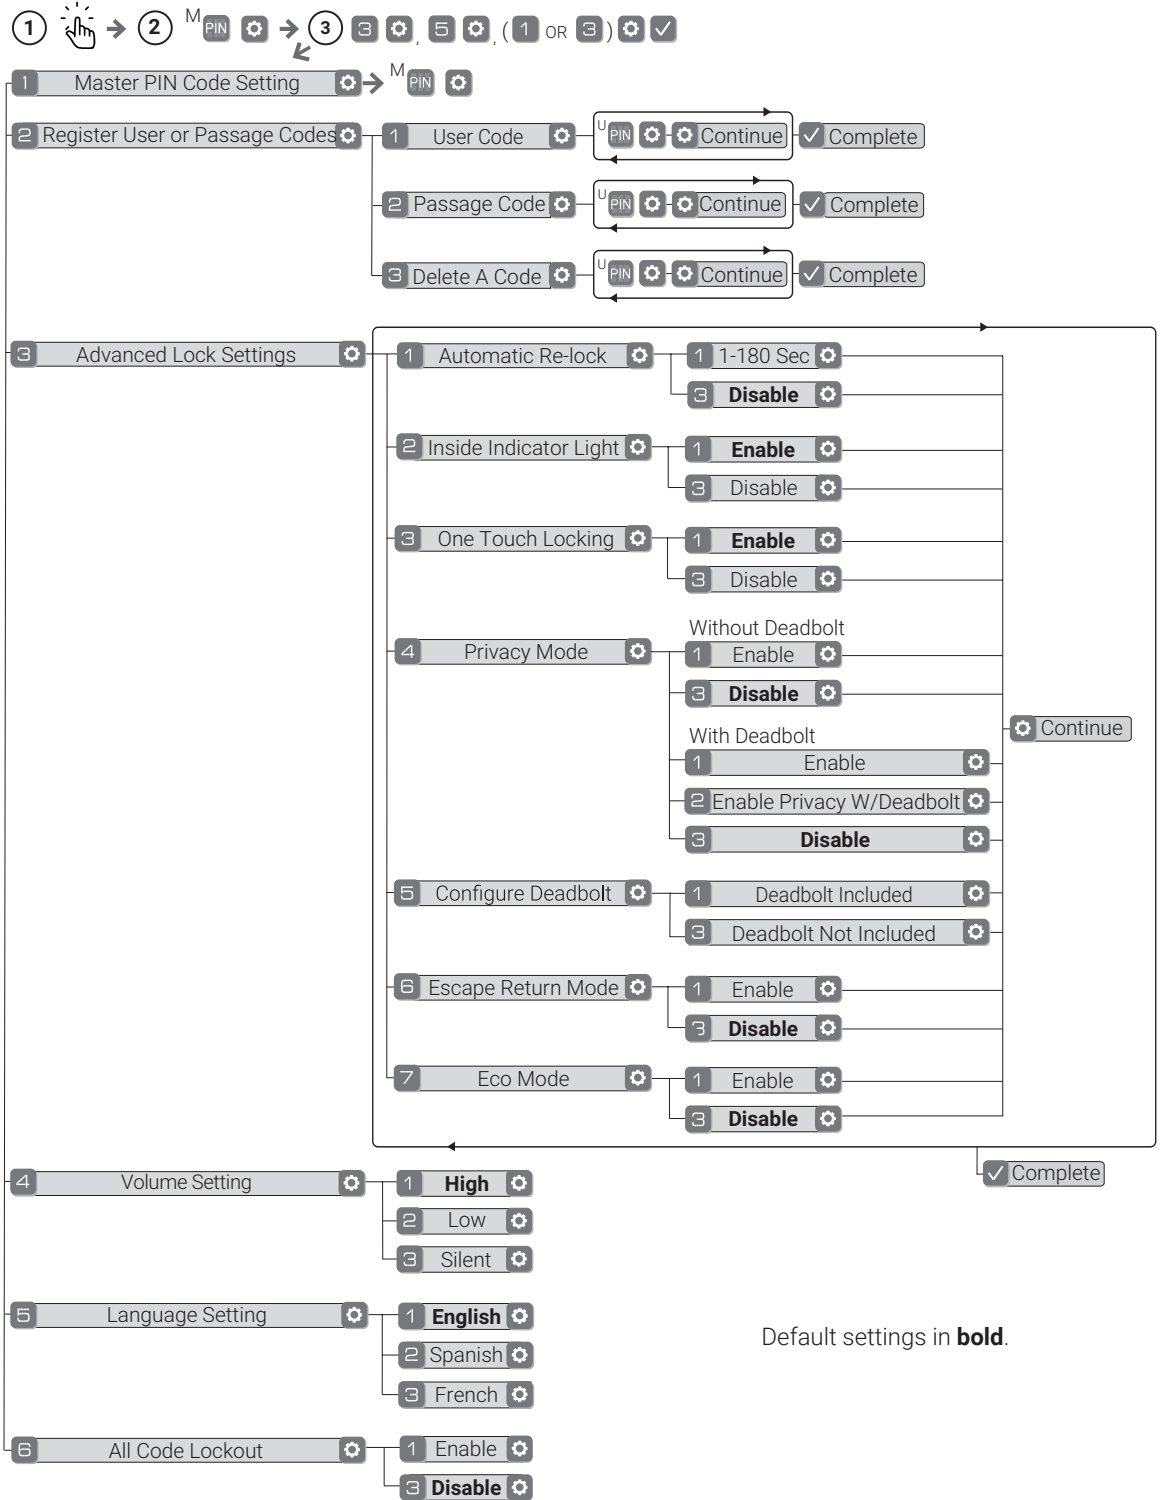 1 2 M PIN 3 3 , 5 , ( 1 OR 3 )
1 Master PIN Code Setting M PIN
2 Register User or Passage Codes 1 User Code U PIN Continue Complete
2 Passage Code U PIN Continue Complete
3 Delete A Code U PIN Continue Complete
3 Advanced Lock Settings 1 Automatic Re-lock 1 1-180 Sec
3 Disable
2 Inside Indicator Light 1 Enable
3 Disable
3 One Touch Locking 1 Enable
3 Disable
Without Deadbolt
4 Privacy Mode 1 Enable
3 Disable
With Deadbolt
Continue
1 Enable
2 Enable Privacy W/Deadbolt
3 Disable
5 Configure Deadbolt 1 Deadbolt Included
3 Deadbolt Not Included
6 Escape Return Mode 1 Enable
3 Disable
7 Eco Mode 1 Enable
3 Disable
Complete
4 Volume Setting 1 High
2 Low
3 Silent
5 Language Setting 1 English
2 Spanish
3 French
Default settings in bold.
6 All Code Lockout 1 Enable
3 Disable